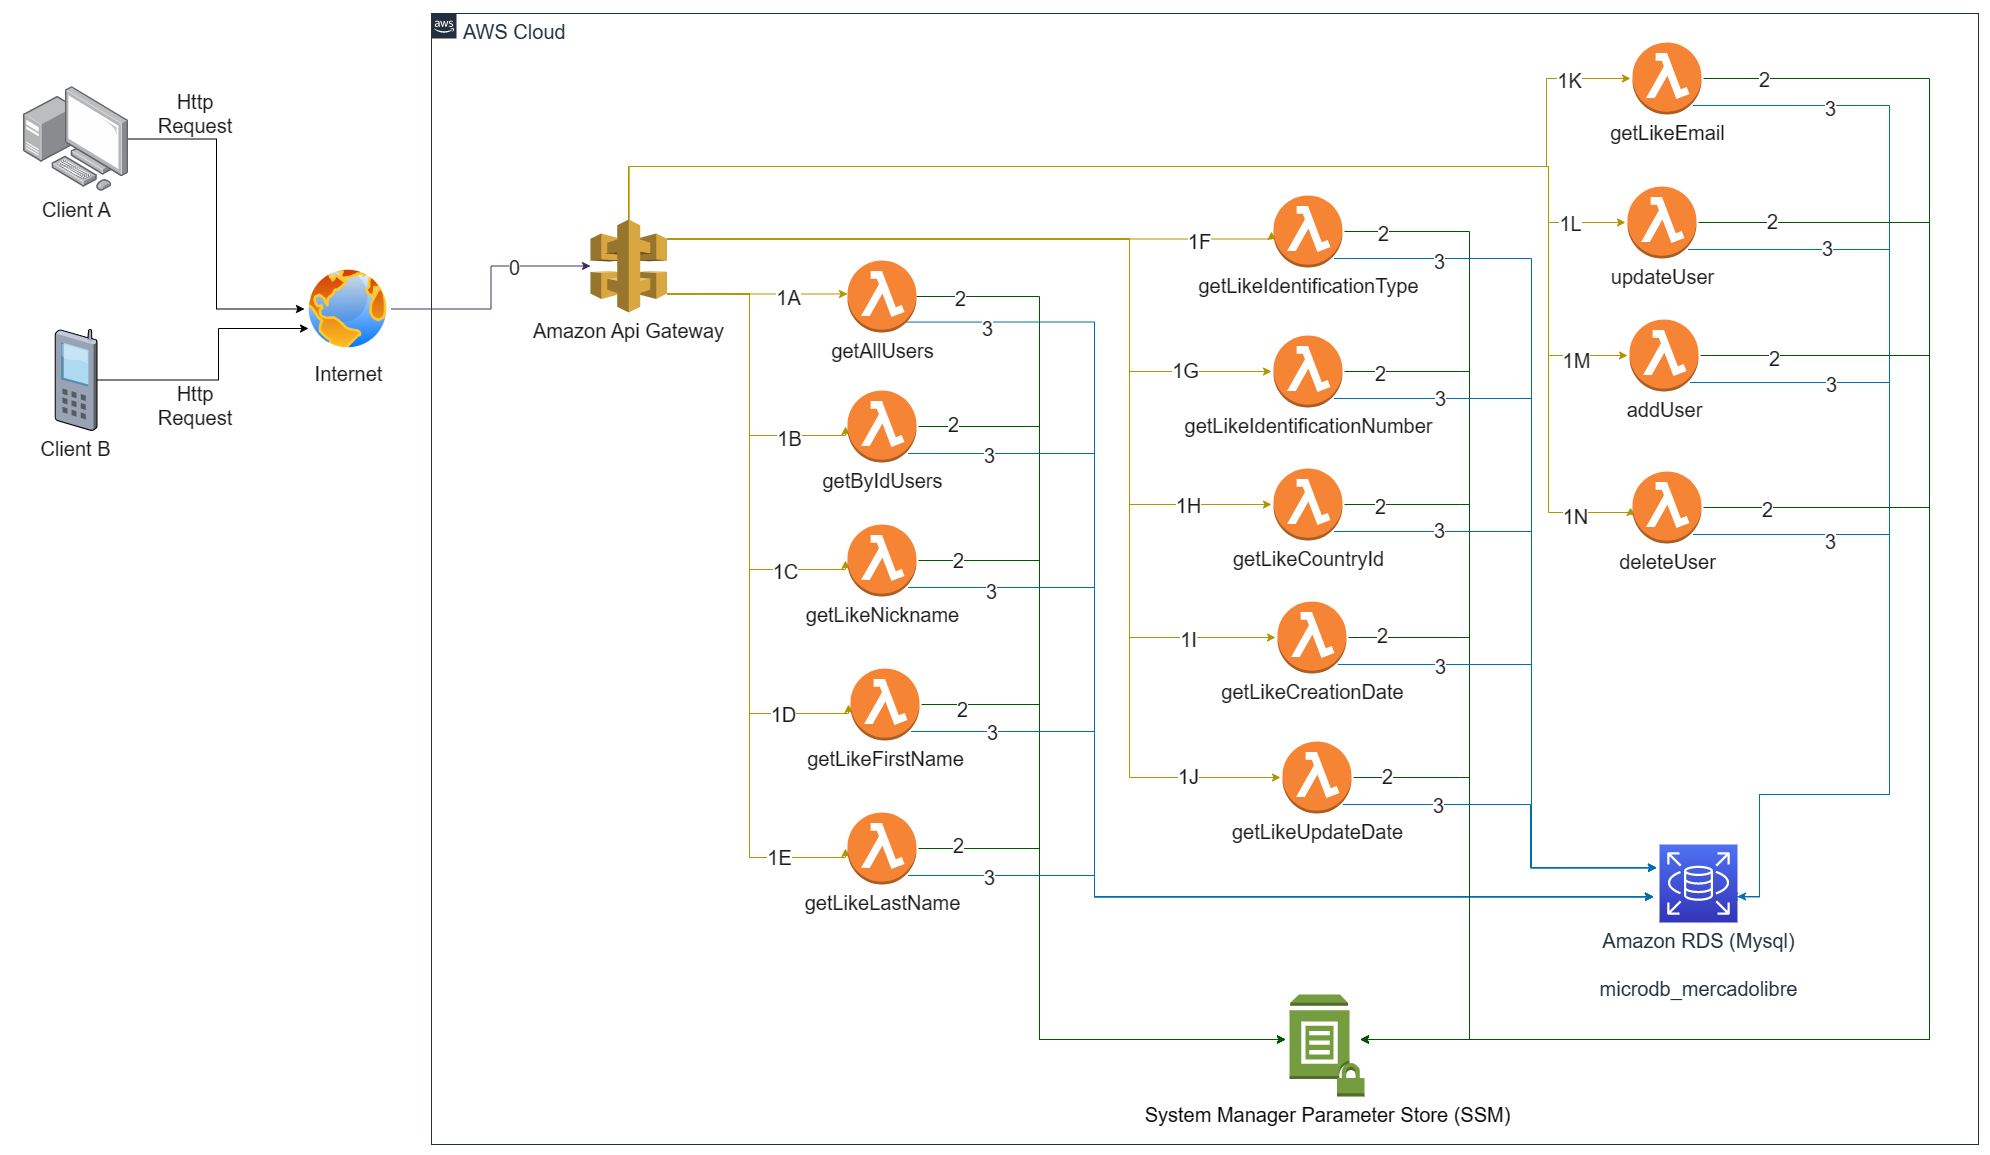 aws
AWS Cloud
Http
Request
Client A
Http
Request
Client B
Internet
0
Amazon Api Gateway
1A
2
3
getAllUsers
1B
2
3
getByIdUsers
1C
2
3
getLikeNickname
1D
2
3
getLikeFirstName
1E
2
3
getLikeLastName
1F
2
3
getLikeIdentificationType
1G
2
3
getLikeIdentificationNumber
1H
2
3
getLikeCountryId
1I
2
3
getLikeCreationDate
1J
2
3
getLikeUpdateDate
1K
2
3
getLikeEmail
1L
2
3
updateUser
1M
2
3
addUser
1N
2
3
deleteUser
Amazon RDS (Mysql)
microdb_mercadolibre
System Manager Parameter Store (SSM)